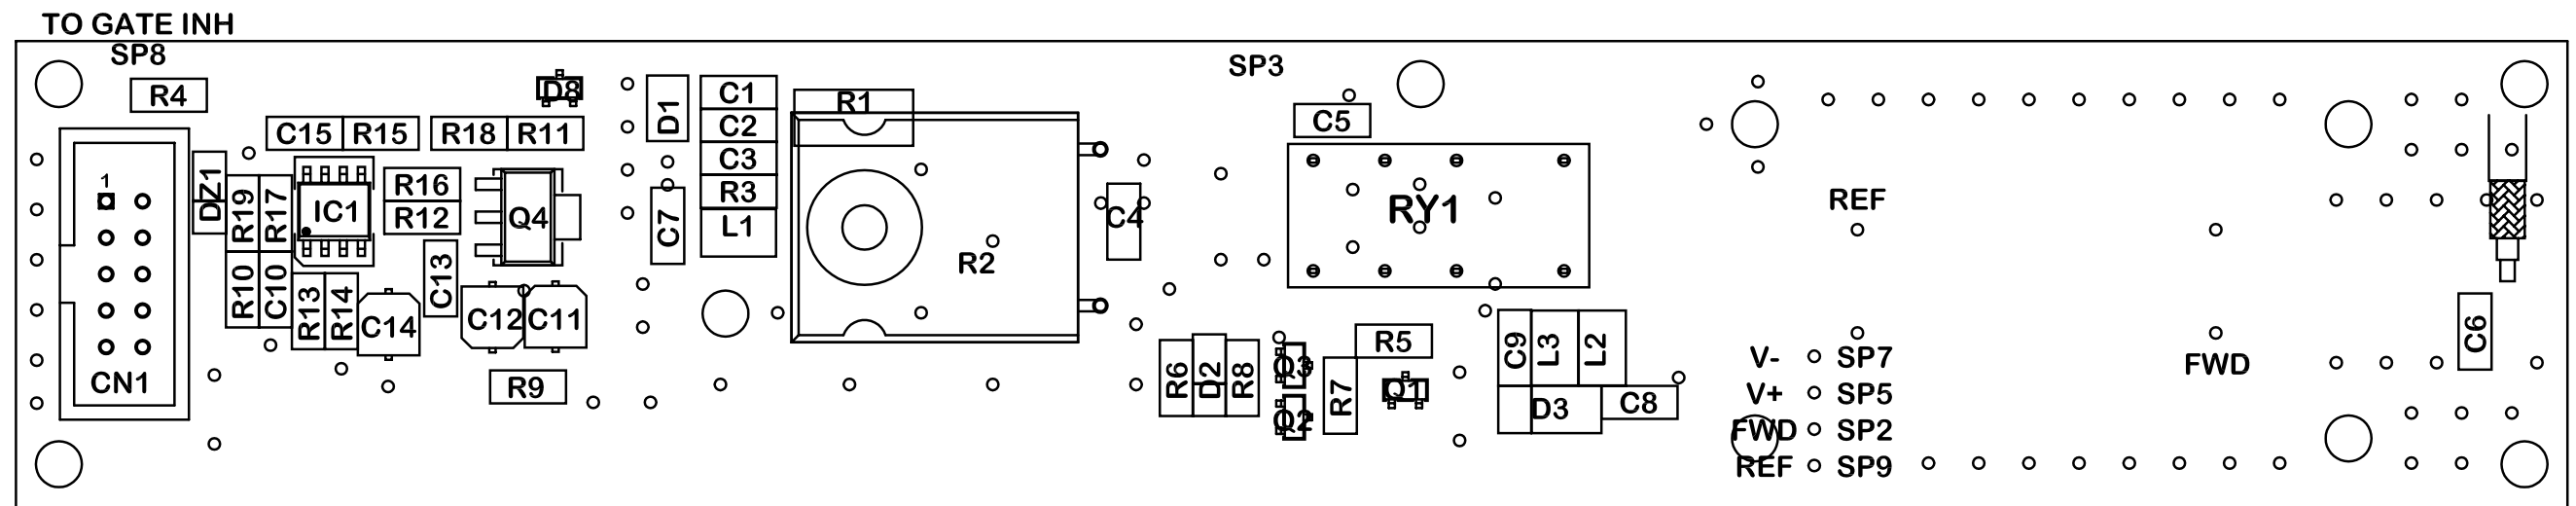 TO GATE INH
SP8
SP3
R4
D8
D1
C1
R1
C5
C2
C15 R15 R18 R11
C3
R3
L1
1
DZ1
R19 R17
IC1
R16
R12
Q4
C7
C4
RY1
REF
R2
R10 C10
R13 R14
C14
C13
C12 C11
R9
CN1
R6 D2 R8
Q3
Q2
R5
R7
Q1
C9 L3 L2
D3
C8
C6
V- SP7
V+ SP5
FWD SP2
REF SP9
FWD